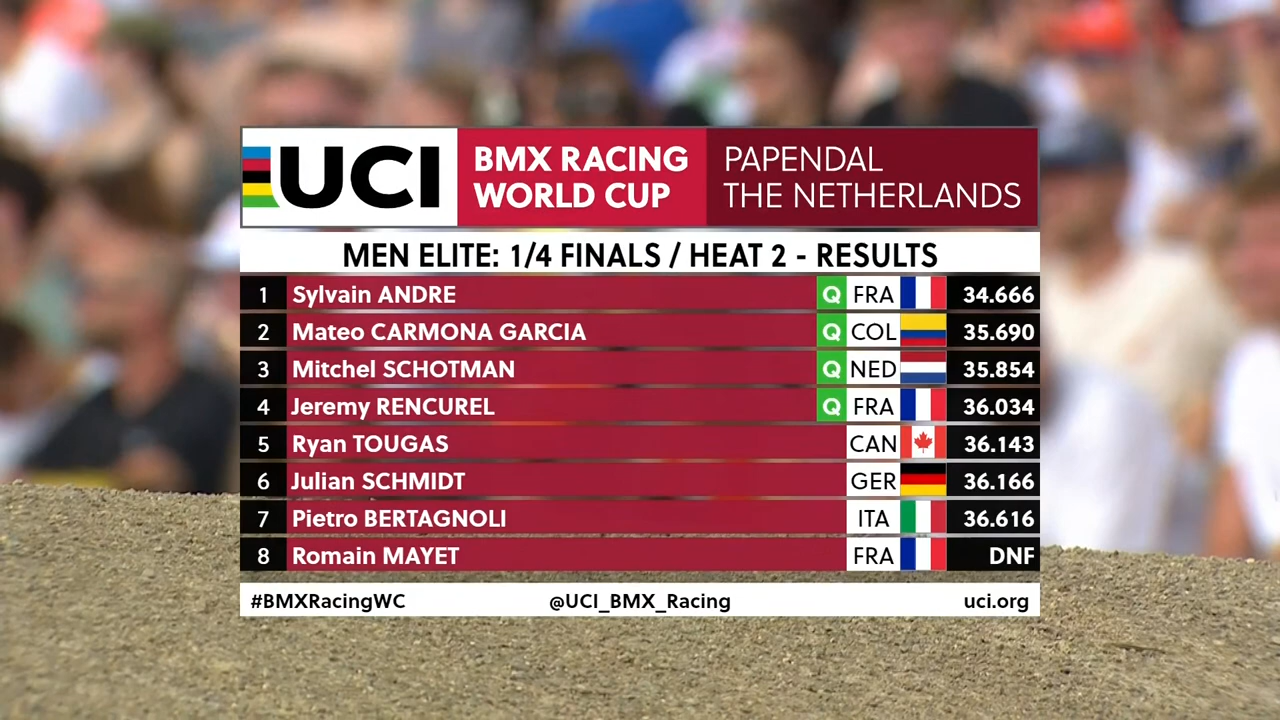 UCI
BMX RACING
WORLD CUP
PAPENDAL
THE NETHERLANDS
MEN ELITE: 1/4 FINALS / HEAT 2 - RESULTS
1 Sylvain ANDRE Q FRA 34.666
2 Mateo CARMONA GARCIA Q COL 35.690
3 Mitchel SCHOTMAN Q NED 35.854
4 Jeremy RENCUREL Q FRA 36.034
5 Ryan TOUGAS CAN 36.143
6 Julian SCHMIDT GER 36.166
7 Pietro BERTAGNOLI ITA 36.616
8 Romain MAYET FRA DNF
#BMXRacingWC @UCI_BMX_Racing uci.org